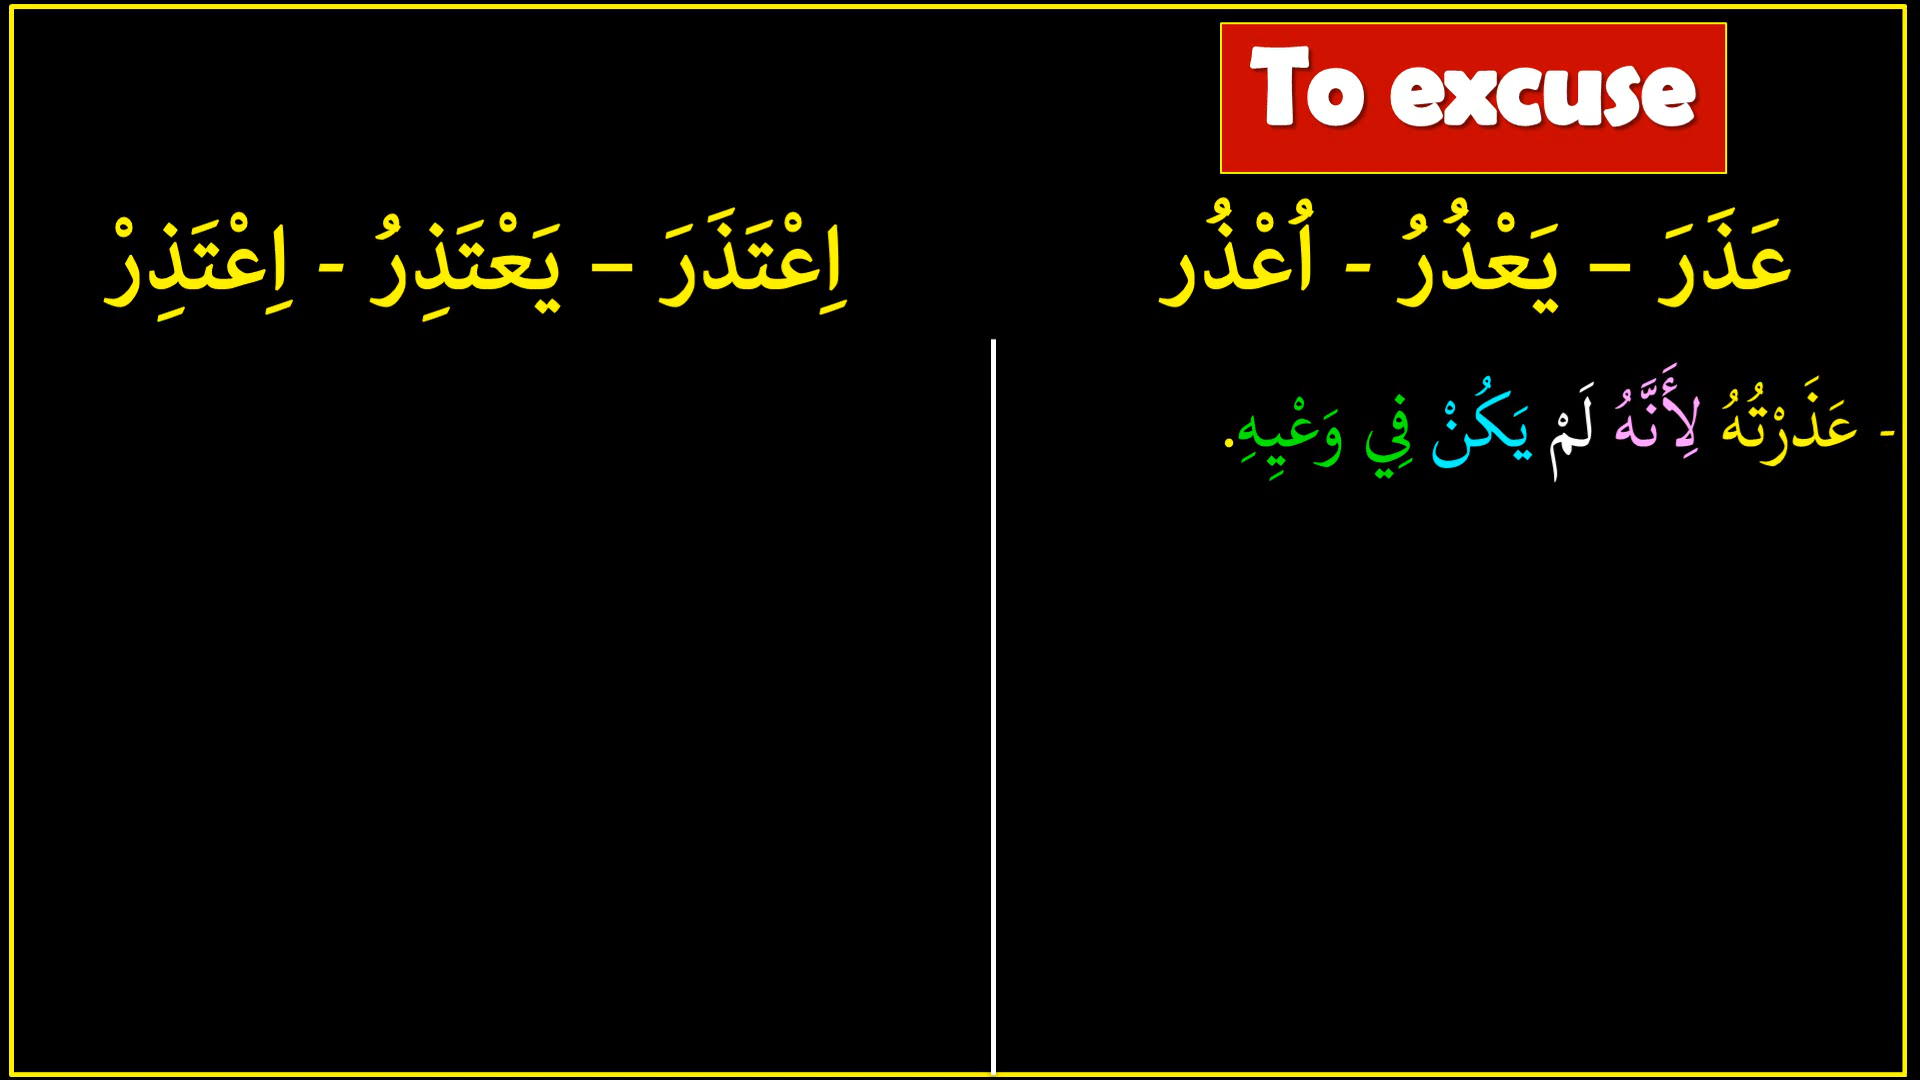 To excuse
عَذَرَ – يَعْذُرُ - اُعْذُر
اِعْتَذَرَ – يَعْتَذِرُ - اِعْتَذِرْ
- عَذَرْتُهُ لِأَنَّهُ لَمْ يَكُنْ فِي وَعْيِهِ.